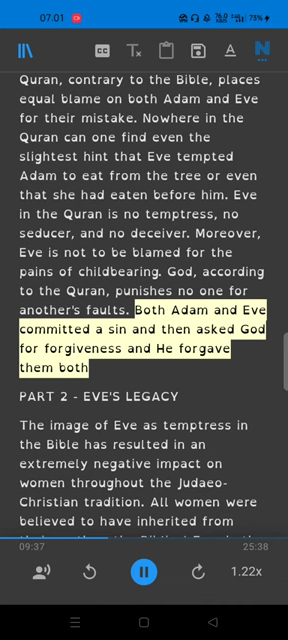 07.01
76.0
KB/s
3.5G
73%
CC
Quran, contrary to the Bible, places
equal blame on both Adam and Eve
for their mistake. Nowhere in the
Quran can one find even the
slightest hint that Eve tempted
Adam to eat from the tree or even
that she had eaten before him. Eve
in the Quran is no temptress, no
seducer, and no deceiver. Moreover,
Eve is not to be blamed for the
pains of childbearing. God, according
to the Quran, punishes no one for
another's faults. Both Adam and Eve
committed a sin and then asked God
for forgiveness and He forgave
them both
PART 2 - EVE'S LEGACY
The image of Eve as temptress in
the Bible has resulted in an
extremely negative impact on
women throughout the Judaeo-
Christian tradition. All women were
believed to have inherited from
09:37
25:38
1.22x